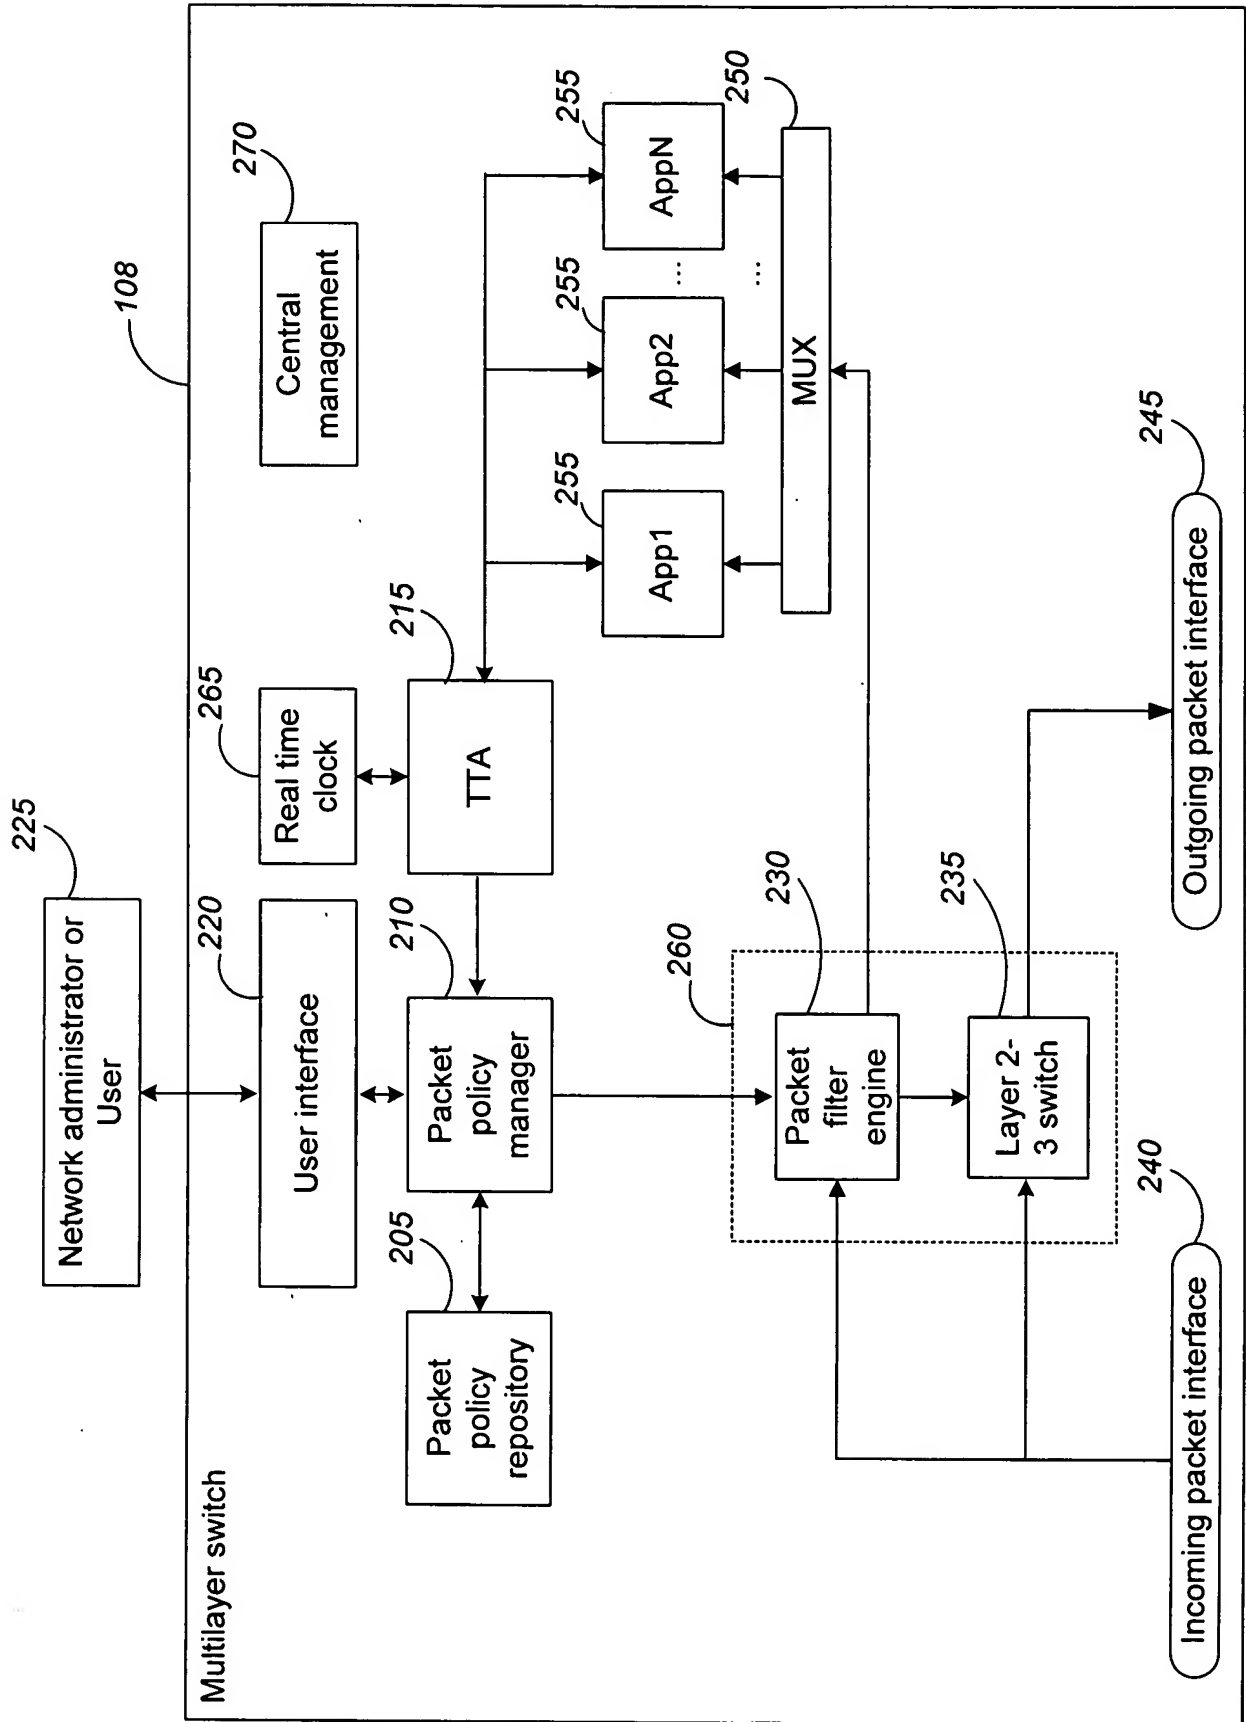 225
Network administrator or
User
108
Multilayer switch
220
User interface
265
Real time
clock
270
Central
management
205
Packet
policy
repository
210
Packet
policy
manager
215
TTA
255
App1
255
App2
...
255
AppN
...
MUX
250
260
230
Packet
filter
engine
235
Layer 2-
3 switch
240
Incoming packet interface
245
Outgoing packet interface